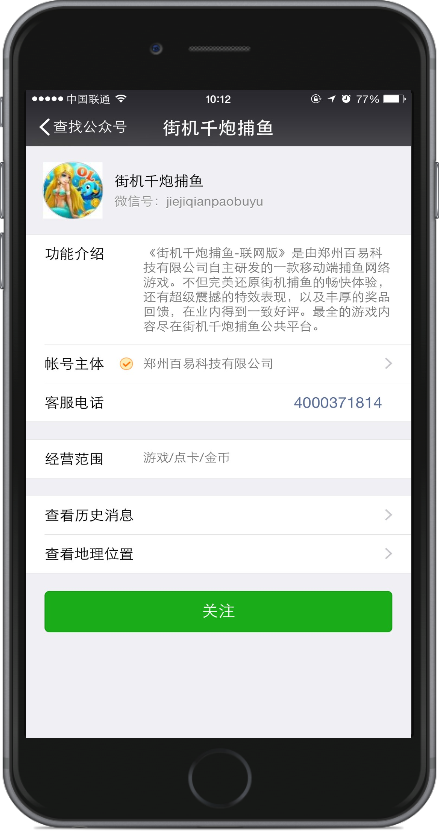 中国联通 10:12 77%
查找公众号 街机千炮捕鱼
街机千炮捕鱼
微信号：jiejiqianpaobuyu
功能介绍 《街机千炮捕鱼-联网版》是由郑州百易科
技有限公司自主研发的一款移动端捕鱼网络
游戏。不但完美还原街机捕鱼的畅快体验，
还有超级震撼的特效表现，以及丰厚的奖品
回馈，在业内得到一致好评。最全的游戏内
容尽在街机千炮捕鱼公共平台。
帐号主体 郑州百易科技有限公司
客服电话 4000371814
经营范围 游戏/点卡/金币
查看历史消息
查看地理位置
关注